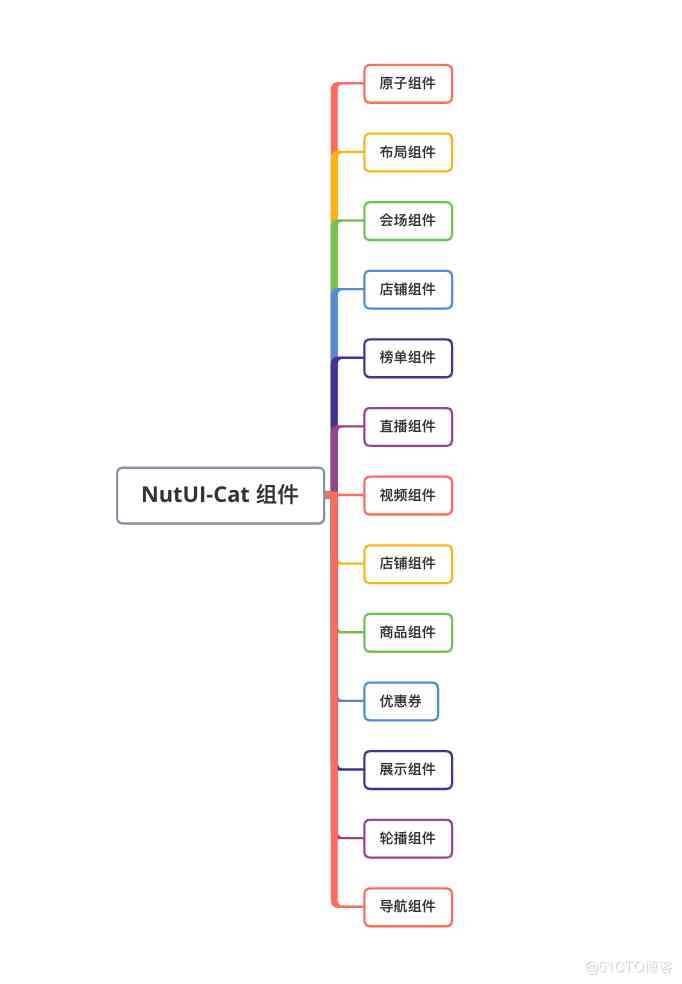 原子组件
布局组件
会场组件
店铺组件
榜单组件
直播组件
NutUI-Cat 组件
视频组件
店铺组件
商品组件
优惠券
展示组件
轮播组件
导航组件
@51CTO博客